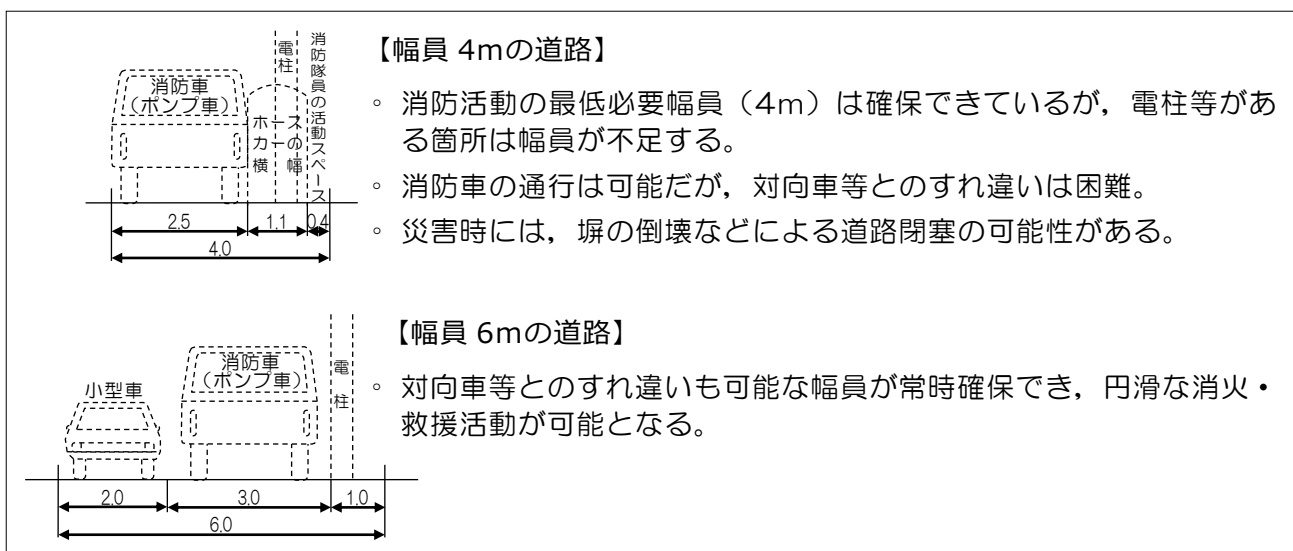 【幅員 4mの道路】
◦ 消防活動の最低必要幅員（4m）は確保できているが，電柱等があ
る箇所は幅員が不足する。
◦ 消防車の通行は可能だが，対向車等とのすれ違いは困難。
◦ 災害時には，塀の倒壊などによる道路閉塞の可能性がある。
消防車
（ポンプ車）
ホースカーの横幅
電柱
消防隊員の活動スペース
2.5
1.1
0.4
4.0
【幅員 6mの道路】
◦ 対向車等とのすれ違いも可能な幅員が常時確保でき，円滑な消火・
救援活動が可能となる。
小型車
消防車
（ポンプ車）
電柱
2.0
3.0
1.0
6.0